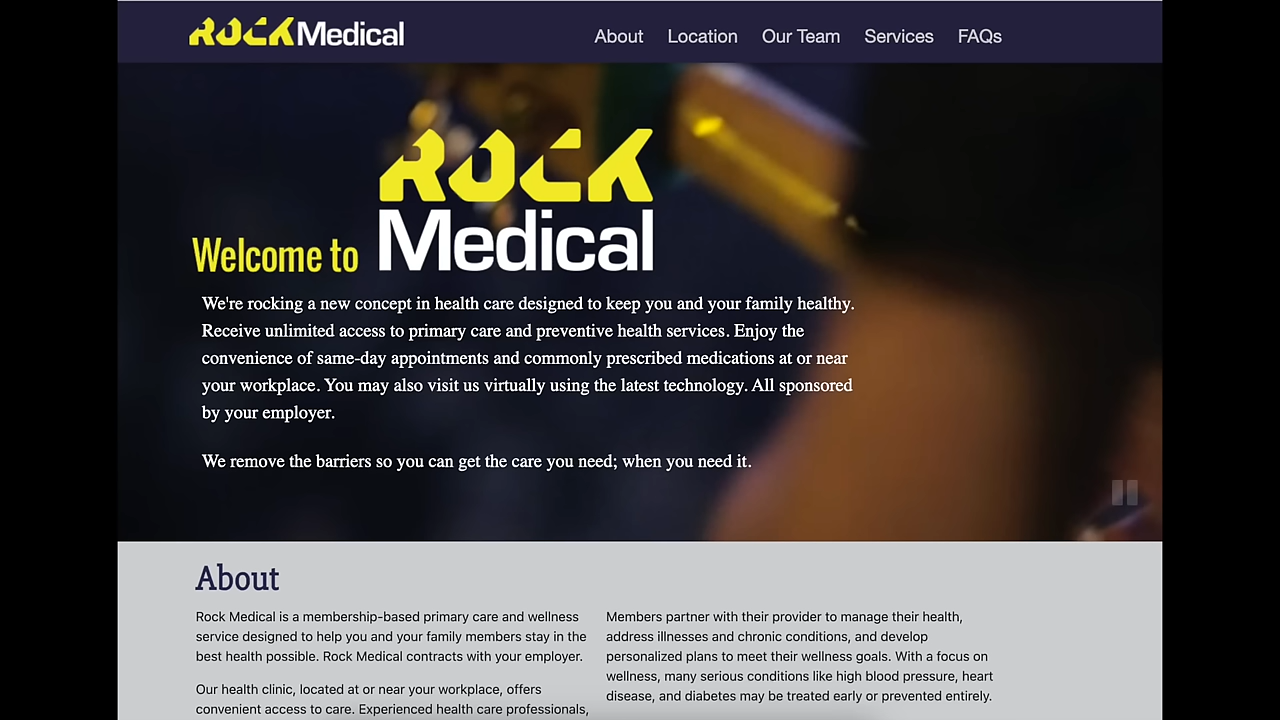 ROCK Medical
About Location Our Team Services FAQs
Welcome to ROCK Medical
We're rocking a new concept in health care designed to keep you and your family healthy.
Receive unlimited access to primary care and preventive health services. Enjoy the
convenience of same-day appointments and commonly prescribed medications at or near
your workplace. You may also visit us virtually using the latest technology. All sponsored
by your employer.
We remove the barriers so you can get the care you need; when you need it.
About
Rock Medical is a membership-based primary care and wellness
service designed to help you and your family members stay in the
best health possible. Rock Medical contracts with your employer.
Our health clinic, located at or near your workplace, offers
convenient access to care. Experienced health care professionals,
Members partner with their provider to manage their health,
address illnesses and chronic conditions, and develop
personalized plans to meet their wellness goals. With a focus on
wellness, many serious conditions like high blood pressure, heart
disease, and diabetes may be treated early or prevented entirely.